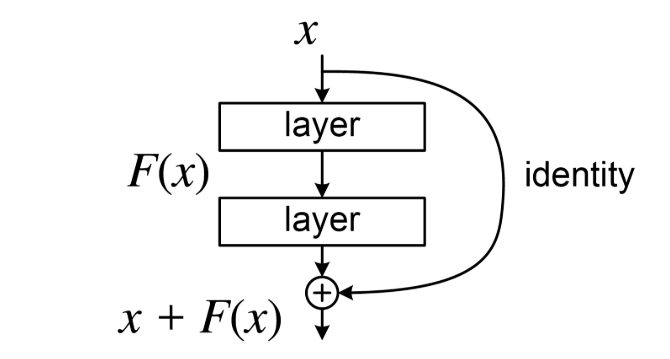 x
layer
F(x)
identity
layer
+
x + F(x)